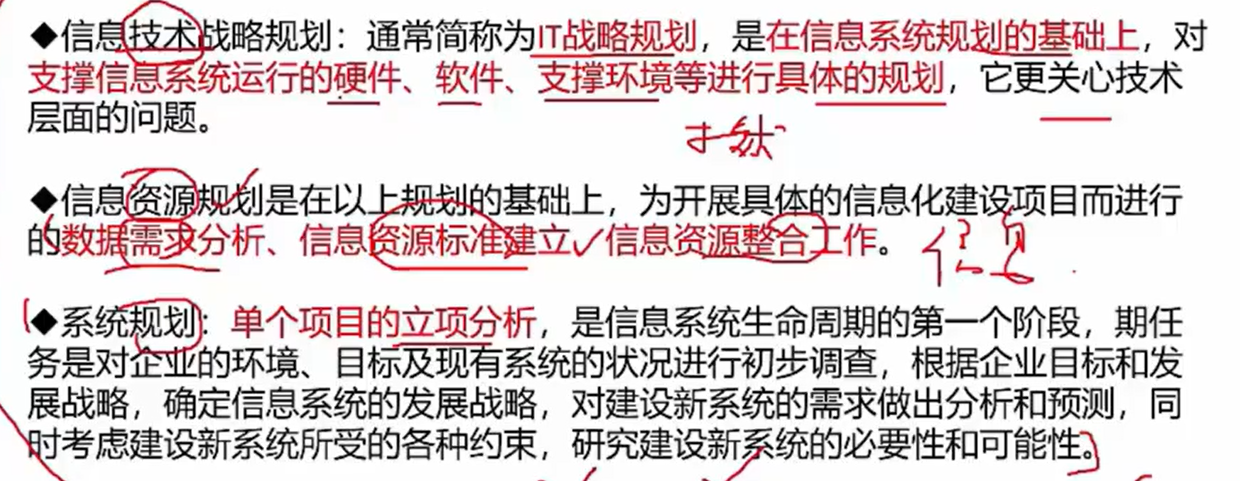 ◆信息技术战略规划：通常简称为IT战略规划，是在信息系统规划的基础上，对
支撑信息系统运行的硬件、软件、支撑环境等进行具体的规划，它更关心技术
层面的问题。
◆信息资源规划是在以上规划的基础上，为开展具体的信息化建设项目而进行
的数据需求分析、信息资源标准建立、信息资源整合工作。
信息
◆系统规划：单个项目的立项分析，是信息系统生命周期的第一个阶段，期任
务是对企业的环境、目标及现有系统的状况进行初步调查，根据企业目标和发
展战略，确定信息系统的发展战略，对建设新系统的需求做出分析和预测，同
时考虑建设新系统所受的各种约束，研究建设新系统的必要性和可能性。